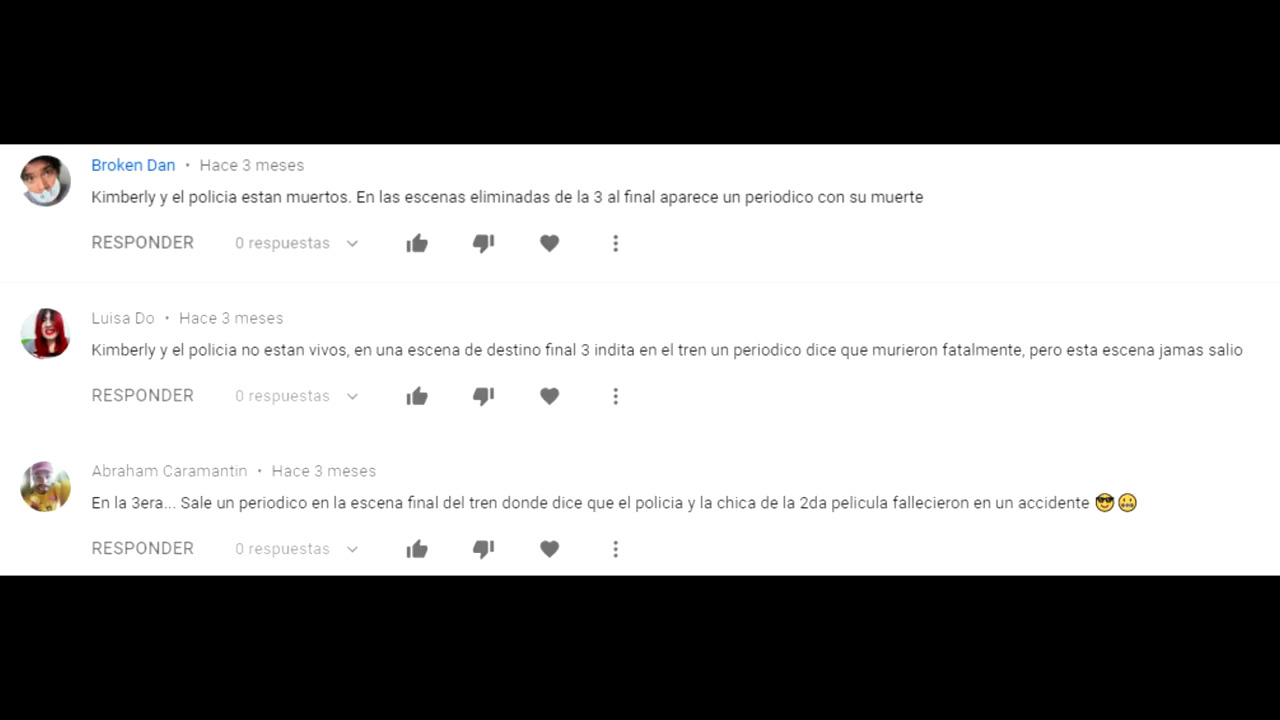 Broken Dan • Hace 3 meses
Kimberly y el policia estan muertos. En las escenas eliminadas de la 3 al final aparece un periodico con su muerte
RESPONDER 0 respuestas
Luisa Do • Hace 3 meses
Kimberly y el policia no estan vivos, en una escena de destino final 3 indita en el tren un periodico dice que murieron fatalmente, pero esta escena jamas salio
RESPONDER 0 respuestas
Abraham Caramantin • Hace 3 meses
En la 3era... Sale un periodico en la escena final del tren donde dice que el policia y la chica de la 2da pelicula fallecieron en un accidente 😎🤐
RESPONDER 0 respuestas